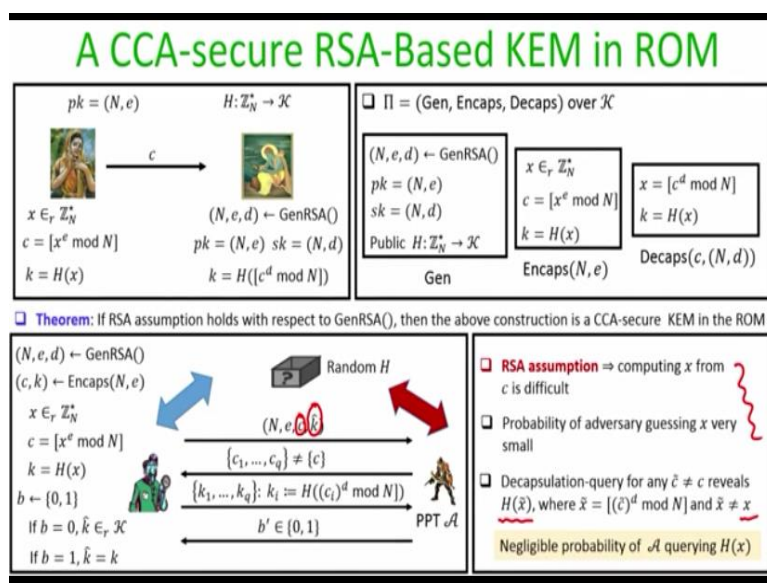 A CCA-secure RSA-Based KEM in ROM
pk = (N, e)
H: ℤ*_N → 𝒦
c
x ∈_r ℤ*_N
c = [x^e mod N]
k = H(x)
(N, e, d) ← GenRSA()
pk = (N, e) sk = (N, d)
k = H([c^d mod N])
❑ Π = (Gen, Encaps, Decaps) over 𝒦
(N, e, d) ← GenRSA()
pk = (N, e)
sk = (N, d)
Public H: ℤ*_N → 𝒦
Gen
x ∈_r ℤ*_N
c = [x^e mod N]
k = H(x)
Encaps(N, e)
x = [c^d mod N]
k = H(x)
Decaps(c, (N, d))
❑ Theorem: If RSA assumption holds with respect to GenRSA(), then the above construction is a CCA-secure KEM in the ROM
(N, e, d) ← GenRSA()
(c, k) ← Encaps(N, e)
x ∈_r ℤ*_N
c = [x^e mod N]
k = H(x)
b ← {0, 1}
If b = 0, k̂ ∈_r 𝒦
If b = 1, k̂ = k
?
Random H
(N, e, c, k̂)
{c_1, …, c_q} ≠ {c}
{k_1, …, k_q}: k_i := H((c_i)^d mod N)}
b′ ∈ {0, 1}
PPT 𝒜
❑ RSA assumption ⇒ computing x from
c is difficult
❑ Probability of adversary guessing x very
small
❑ Decapsulation-query for any c̃ ≠ c reveals
H(x̃), where x̃ = [(c̃)^d mod N] and x̃ ≠ x
Negligible probability of 𝒜 querying H(x)